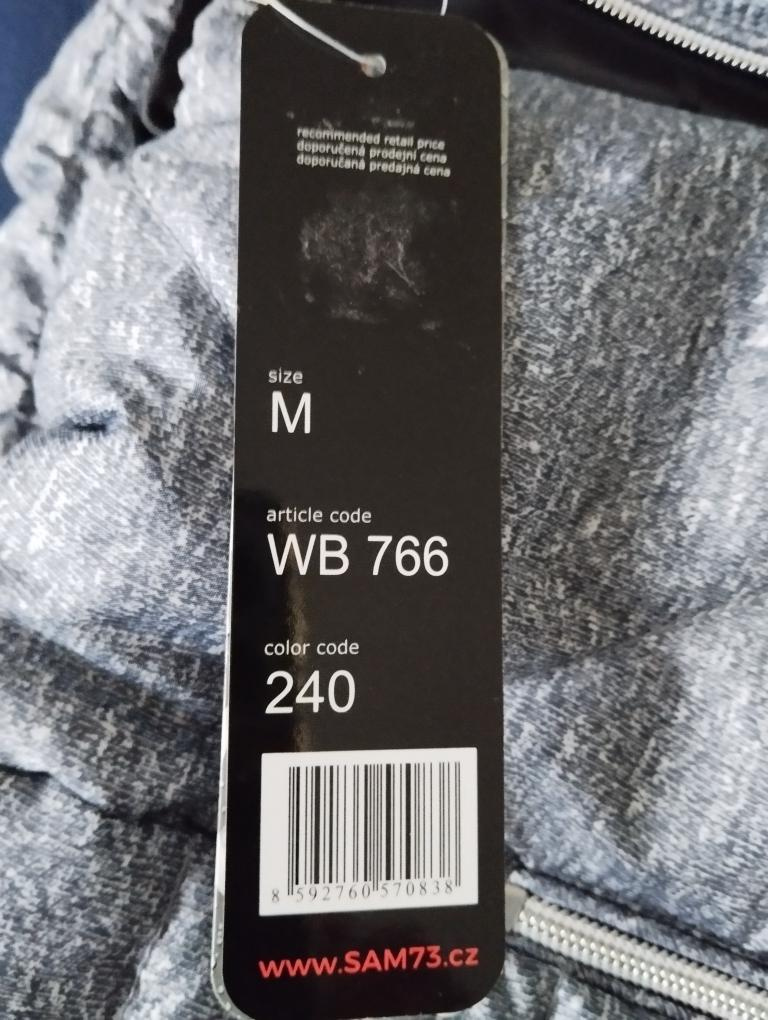 recommended retail price
doporučená prodejní cena
doporučaná predajná cena
size
M
article code
WB 766
color code
240
8 592760 570838
www.SAM73.cz